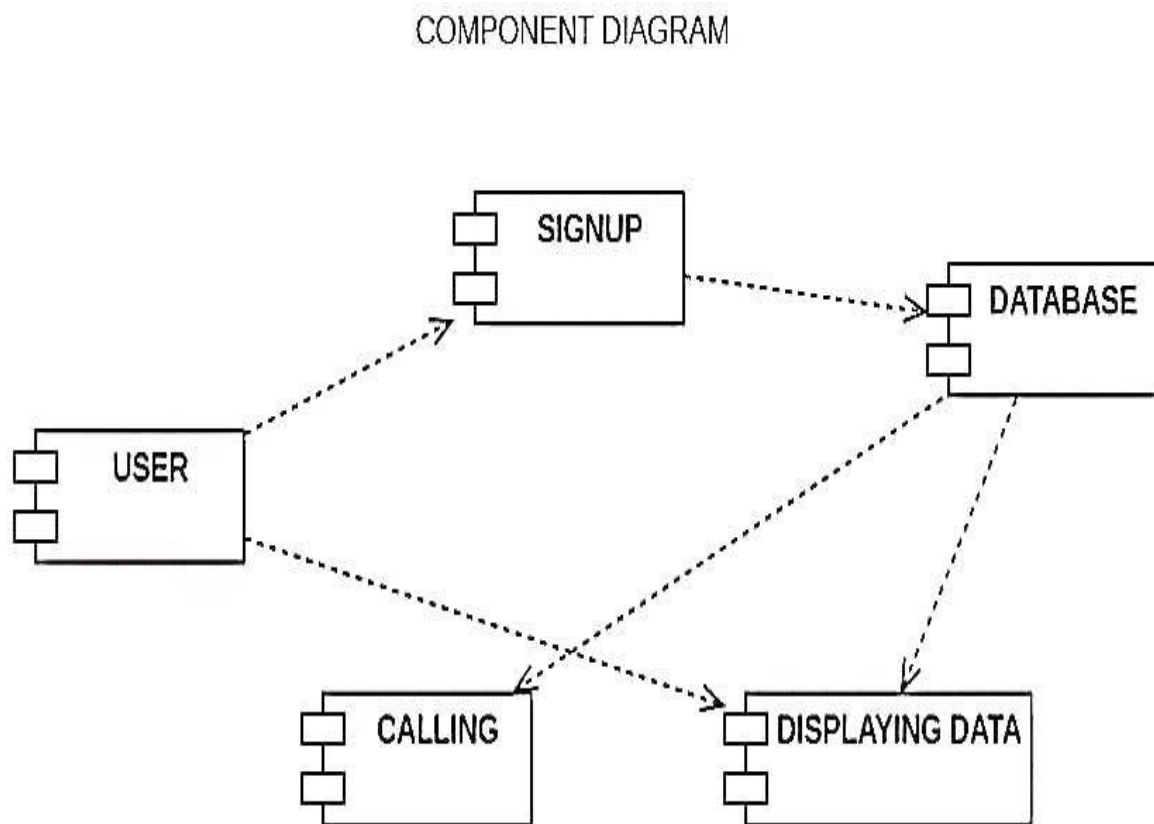 COMPONENT DIAGRAM
SIGNUP
DATABASE
USER
CALLING
DISPLAYING DATA